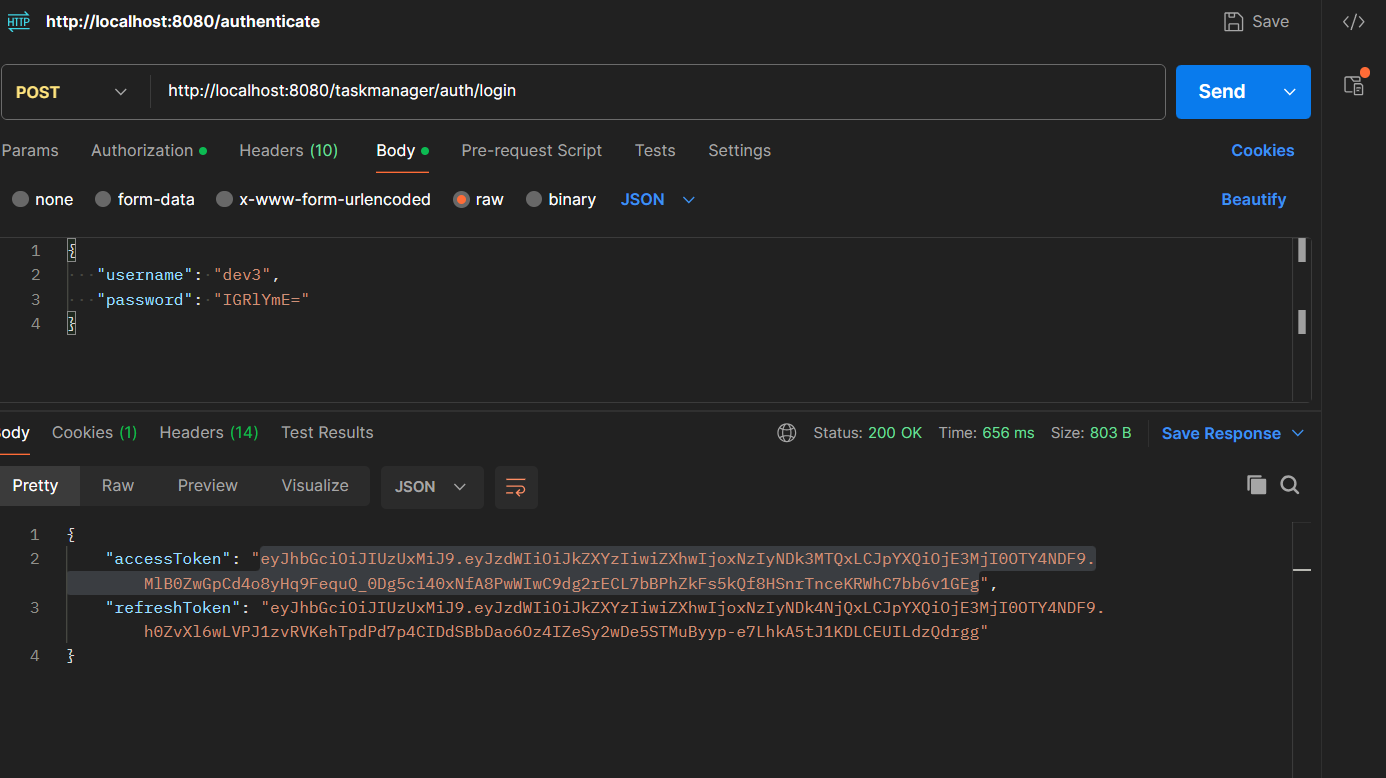 HTTP http://localhost:8080/authenticate Save
POST http://localhost:8080/taskmanager/auth/login Send
Params Authorization Headers (10) Body Pre-request Script Tests Settings Cookies
none form-data x-www-form-urlencoded raw binary JSON Beautify
1 {
2 "username": "dev3",
3 "password": "IGRlYmE="
4 }
ody Cookies (1) Headers (14) Test Results Status: 200 OK Time: 656 ms Size: 803 B Save Response
Pretty Raw Preview Visualize JSON
1 {
2 "accessToken": "eyJhbGciOiJIUzUxMiJ9.eyJzdWIiOiJkZXYzIiwiZXhwIjoxNzIyNDk3MTQxLCJpYXQiOjE3MjI0OTY4NDF9.
MlB0ZwGpCd4o8yHq9FequQ_0Dg5ci40xNfA8PwWIwC9dg2rECL7bBPhZkFs5kQf8HSnrTnceKRWhC7bb6v1GEg",
3 "refreshToken": "eyJhbGciOiJIUzUxMiJ9.eyJzdWIiOiJkZXYzIiwiZXhwIjoxNzIyNDk4NjQxLCJpYXQiOjE3MjI0OTY4NDF9.
h0ZvXl6wLVPJ1zvRVKehTpdPd7p4CIDdSBbDao6Oz4IZeSy2wDe5STMuByyp-e7LhkA5tJ1KDLCEUILdzQdrgg"
4 }